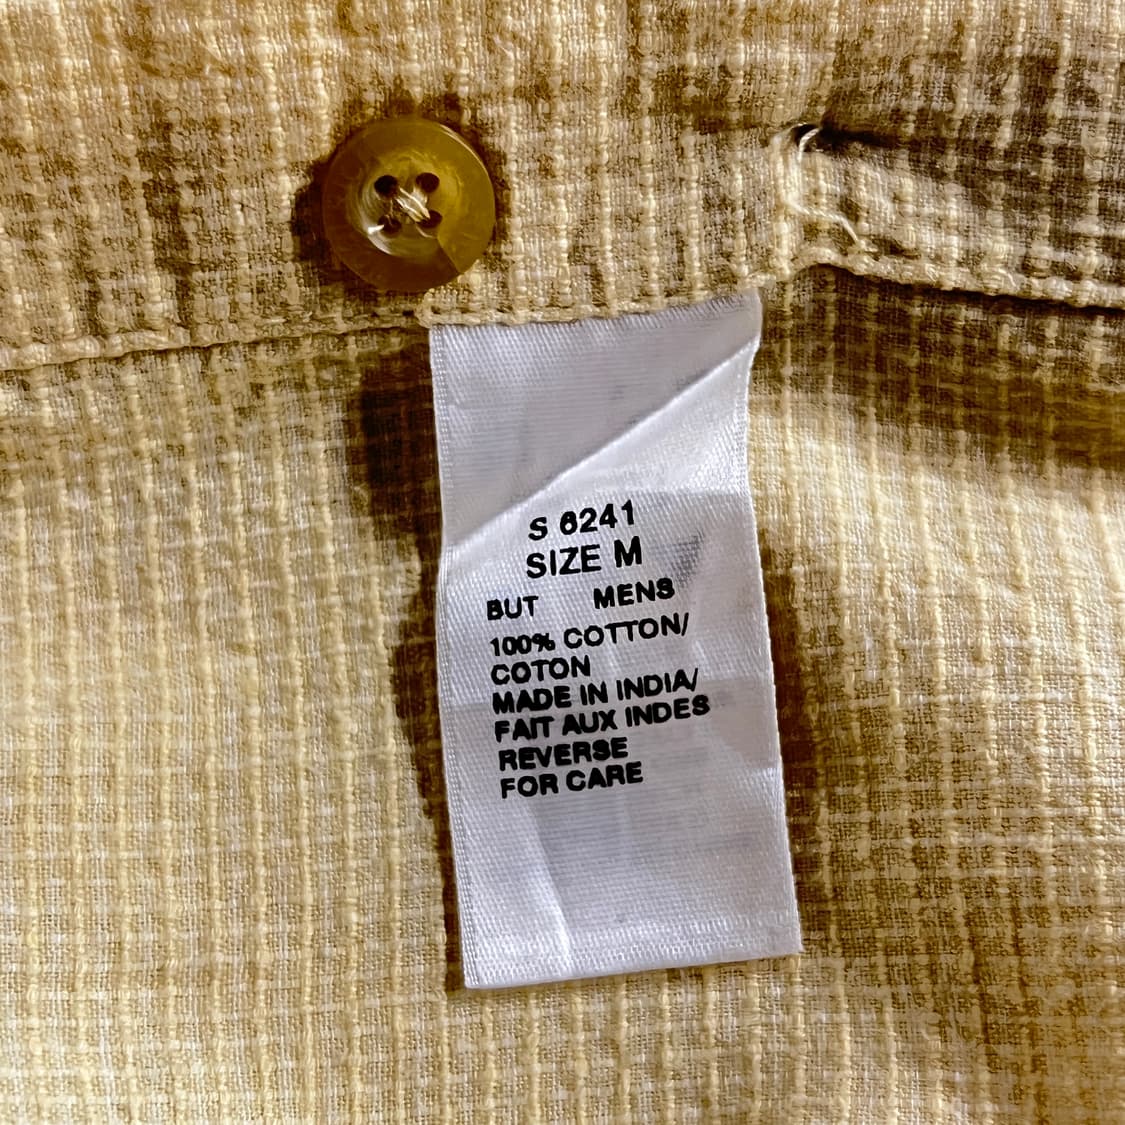 S 6241
SIZE M
BUT MENS
100% COTTON/
COTON
MADE IN INDIA/
FAIT AUX INDES
REVERSE
FOR CARE